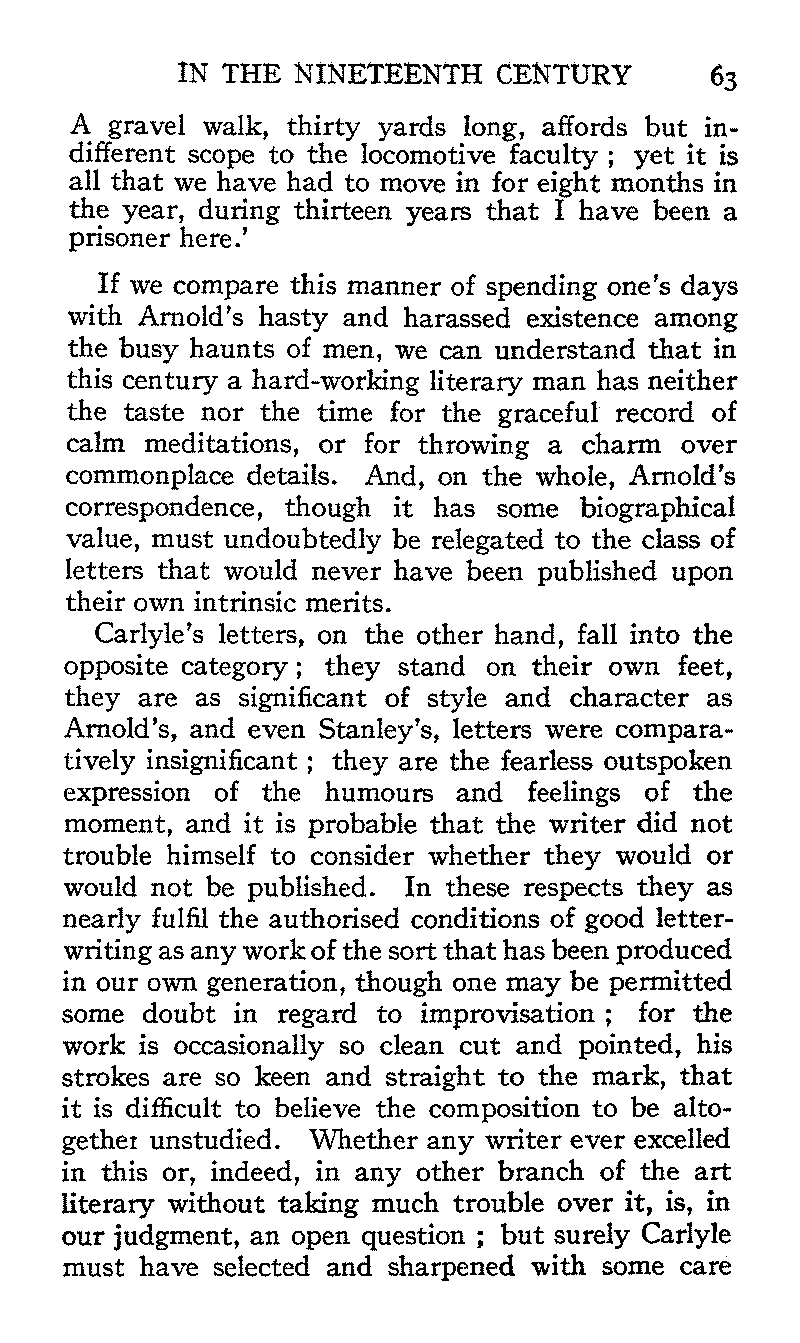 IN THE NINETEENTH CENTURY 63
A gravel walk, thirty yards long, affords but in-
different scope to the locomotive faculty ; yet it is
all that we have had to move in for eight months in
the year, during thirteen years that I have been a
prisoner here.'
If we compare this manner of spending one's days
with Arnold's hasty and harassed existence among
the busy haunts of men, we can understand that in
this century a hard-working literary man has neither
the taste nor the time for the graceful record of
calm meditations, or for throwing a charm over
commonplace details. And, on the whole, Arnold's
correspondence, though it has some biographical
value, must undoubtedly be relegated to the class of
letters that would never have been published upon
their own intrinsic merits.
Carlyle's letters, on the other hand, fall into the
opposite category ; they stand on their own feet,
they are as significant of style and character as
Arnold's, and even Stanley's, letters were compara-
tively insignificant ; they are the fearless outspoken
expression of the humours and feelings of the
moment, and it is probable that the writer did not
trouble himself to consider whether they would or
would not be published. In these respects they as
nearly fulfil the authorised conditions of good letter-
writing as any work of the sort that has been produced
in our own generation, though one may be permitted
some doubt in regard to improvisation ; for the
work is occasionally so clean cut and pointed, his
strokes are so keen and straight to the mark, that
it is difficult to believe the composition to be alto-
gether unstudied. Whether any writer ever excelled
in this or, indeed, in any other branch of the art
literary without taking much trouble over it, is, in
our judgment, an open question ; but surely Carlyle
must have selected and sharpened with some care